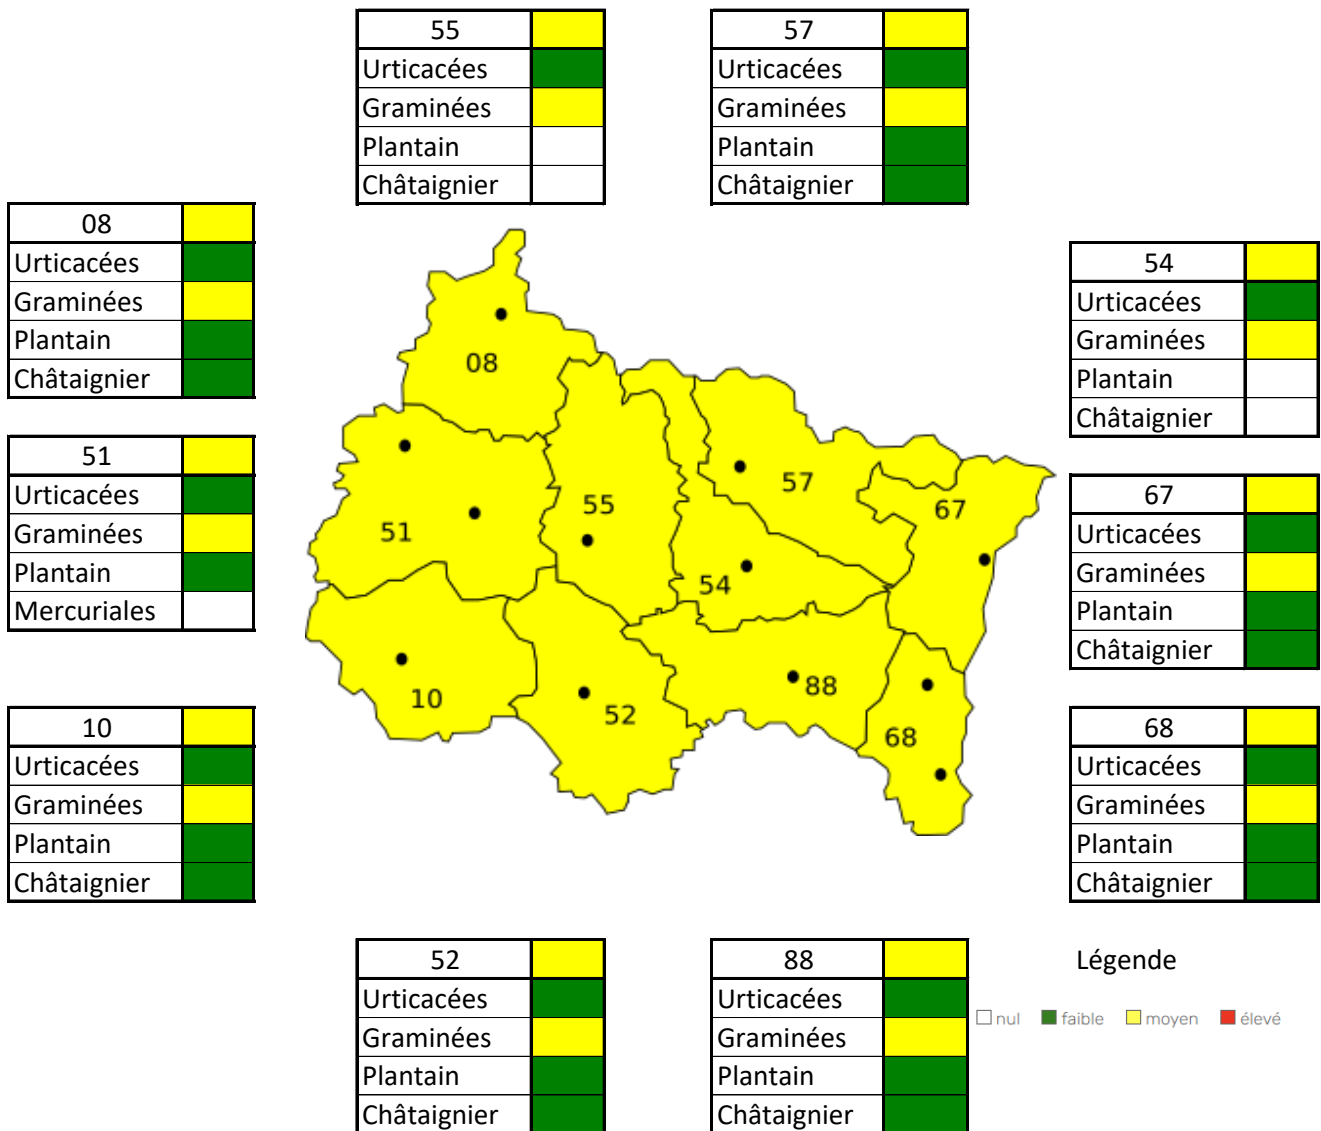 55
Urticacées
Graminées
Plantain
Châtaignier
57
Urticacées
Graminées
Plantain
Châtaignier
08
Urticacées
Graminées
Plantain
Châtaignier
51
Urticacées
Graminées
Plantain
Mercuriales
10
Urticacées
Graminées
Plantain
Châtaignier
08
57
67
55
51
54
88
10
52
68
54
Urticacées
Graminées
Plantain
Châtaignier
67
Urticacées
Graminées
Plantain
Châtaignier
68
Urticacées
Graminées
Plantain
Châtaignier
52
Urticacées
Graminées
Plantain
Châtaignier
88
Urticacées
Graminées
Plantain
Châtaignier
Légende
nul faible moyen élevé